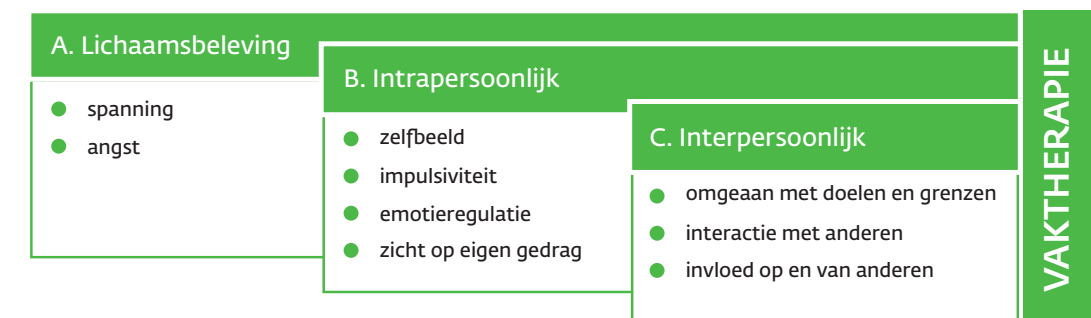 A. Lichaamsbeleving
spanning
angst
B. Intrapersoonlijk
zelfbeeld
impulsiviteit
emotieregulatie
zicht op eigen gedrag
C. Interpersoonlijk
omgeaan met doelen en grenzen
interactie met anderen
invloed op en van anderen
VAKTHERAPIE